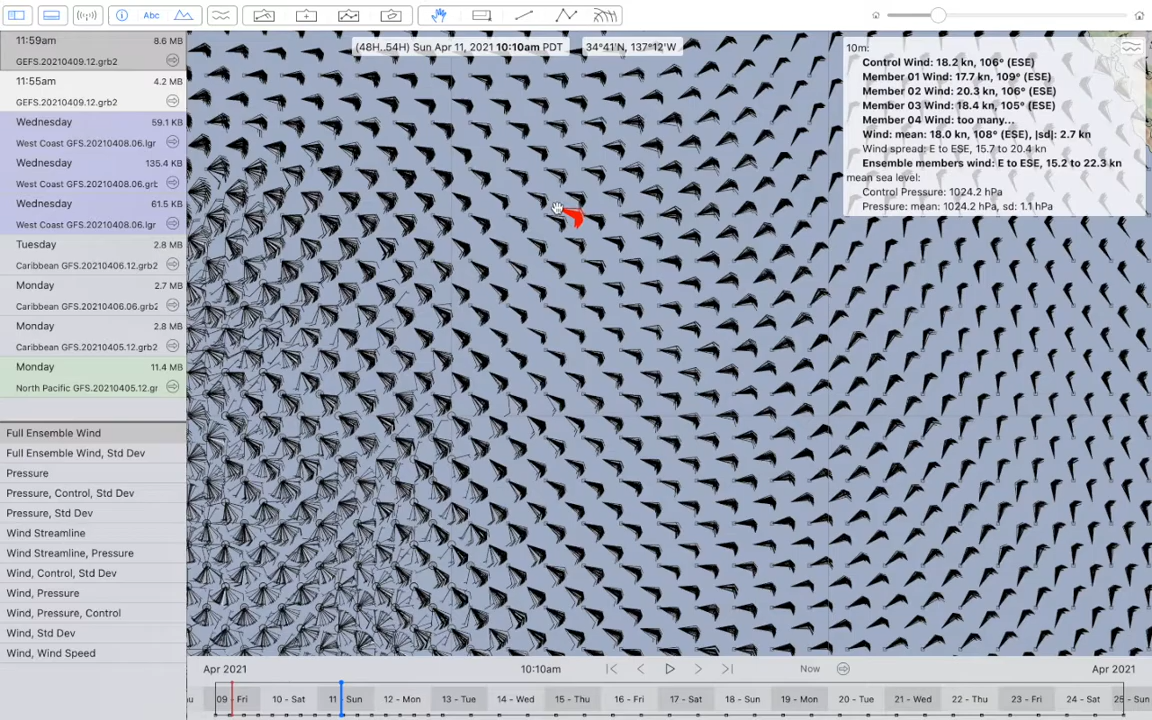 Abc
11:59am 8.6 MB
GEFS.20210409.12.grb2
11:55am 4.2 MB
GEFS.20210409.12.grb2
Wednesday 59.1 KB
West Coast GFS.20210408.06.lgr
Wednesday 135.4 KB
West Coast GEFS.20210408.06.grb
Wednesday 61.5 KB
West Coast GEFS.20210408.06.lgr
Tuesday 2.8 MB
Caribbean GFS.20210406.12.grb2
Monday 2.7 MB
Caribbean GFS.20210406.06.grb2
Monday 2.8 MB
Caribbean GFS.20210405.12.grb2
Monday 11.4 MB
North Pacific GFS.20210405.12.gr
Full Ensemble Wind
Full Ensemble Wind, Std Dev
Pressure
Pressure, Control, Std Dev
Pressure, Std Dev
Wind Streamline
Wind Streamline, Pressure
Wind, Control, Std Dev
Wind, Pressure
Wind, Pressure, Control
Wind, Std Dev
Wind, Wind Speed
(48H..54H) Sun Apr 11, 2021 10:10am PDT
34°41'N, 137°12'W
10m:
Control Wind: 18.2 kn, 106° (ESE)
Member 01 Wind: 17.7 kn, 109° (ESE)
Member 02 Wind: 20.3 kn, 106° (ESE)
Member 03 Wind: 18.4 kn, 105° (ESE)
Member 04 Wind: too many...
Wind: mean: 18.0 kn, 108° (ESE), |sd|: 2.7 kn
Wind spread: E to ESE, 15.7 to 20.4 kn
Ensemble members wind: E to ESE, 15.2 to 22.3 kn
mean sea level:
Control Pressure: 1024.2 hPa
Pressure: mean: 1024.2 hPa, sd: 1.1 hPa
Apr 2021 10:10am Now Apr 2021
09 - Fri 10 - Sat 11 Sun 12 - Mon 13 - Tue 14 - Wed 15 - Thu 16 - Fri 17 - Sat 18 - Sun 19 - Mon 20 - Tue 21 - Wed 22 - Thu 23 - Fri 24 - Sat 25 - Sun